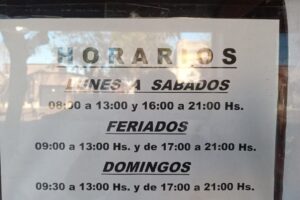 HORARIOS
LUNES A SABADOS
08:00 a 13:00 y 16:00 a 21:00 Hs.
FERIADOS
09:00 a 13:00 Hs. y de 17:00 a 21:00 Hs.
DOMINGOS
09:30 a 13:00 Hs. y de 17:00 a 21:00 Hs.